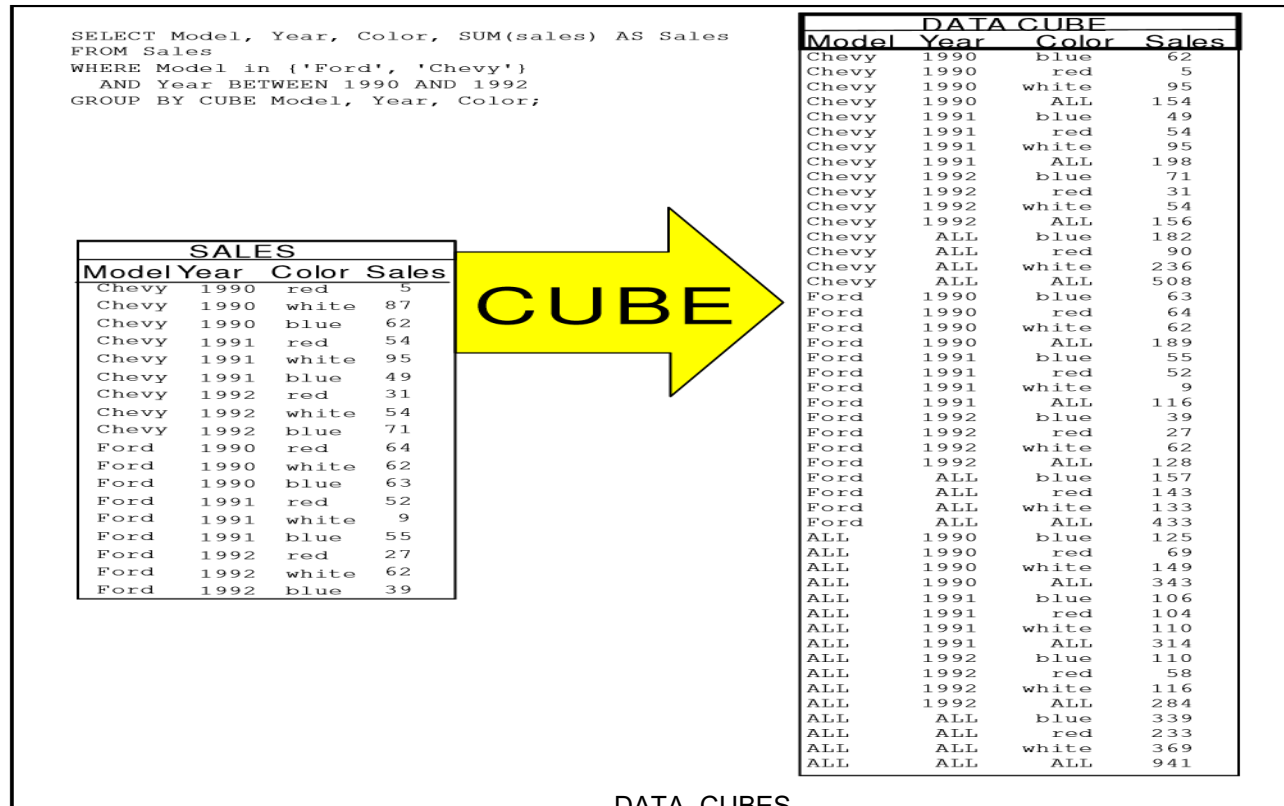 SELECT Model, Year, Color, SUM(sales) AS Sales
FROM Sales
WHERE Model in {'Ford', 'Chevy'}
AND Year BETWEEN 1990 AND 1992
GROUP BY CUBE Model, Year, Color;
SALES
Model Year Color Sales
Chevy 1990 red 5
Chevy 1990 white 87
Chevy 1990 blue 62
Chevy 1991 red 54
Chevy 1991 white 95
Chevy 1991 blue 49
Chevy 1992 red 31
Chevy 1992 white 54
Chevy 1992 blue 71
Ford 1990 red 64
Ford 1990 white 62
Ford 1990 blue 63
Ford 1991 red 52
Ford 1991 white 9
Ford 1991 blue 55
Ford 1992 red 27
Ford 1992 white 62
Ford 1992 blue 39
CUBE
DATA CUBE
Model Year Color Sales
Chevy 1990 blue 62
Chevy 1990 red 5
Chevy 1990 white 95
Chevy 1990 ALL 154
Chevy 1991 blue 49
Chevy 1991 red 54
Chevy 1991 white 95
Chevy 1991 ALL 198
Chevy 1992 blue 71
Chevy 1992 red 31
Chevy 1992 white 54
Chevy 1992 ALL 156
Chevy ALL blue 182
Chevy ALL red 90
Chevy ALL white 236
Chevy ALL ALL 508
Ford 1990 blue 63
Ford 1990 red 64
Ford 1990 white 62
Ford 1990 ALL 189
Ford 1991 blue 55
Ford 1991 red 52
Ford 1991 white 9
Ford 1991 ALL 116
Ford 1992 blue 39
Ford 1992 red 27
Ford 1992 white 62
Ford 1992 ALL 128
Ford ALL blue 157
Ford ALL red 143
Ford ALL white 133
Ford ALL ALL 433
ALL 1990 blue 125
ALL 1990 red 69
ALL 1990 white 149
ALL 1990 ALL 343
ALL 1991 blue 106
ALL 1991 red 104
ALL 1991 white 110
ALL 1991 ALL 314
ALL 1992 blue 110
ALL 1992 red 58
ALL 1992 white 116
ALL 1992 ALL 284
ALL ALL blue 339
ALL ALL red 233
ALL ALL white 369
ALL ALL ALL 941
DATA CUBES